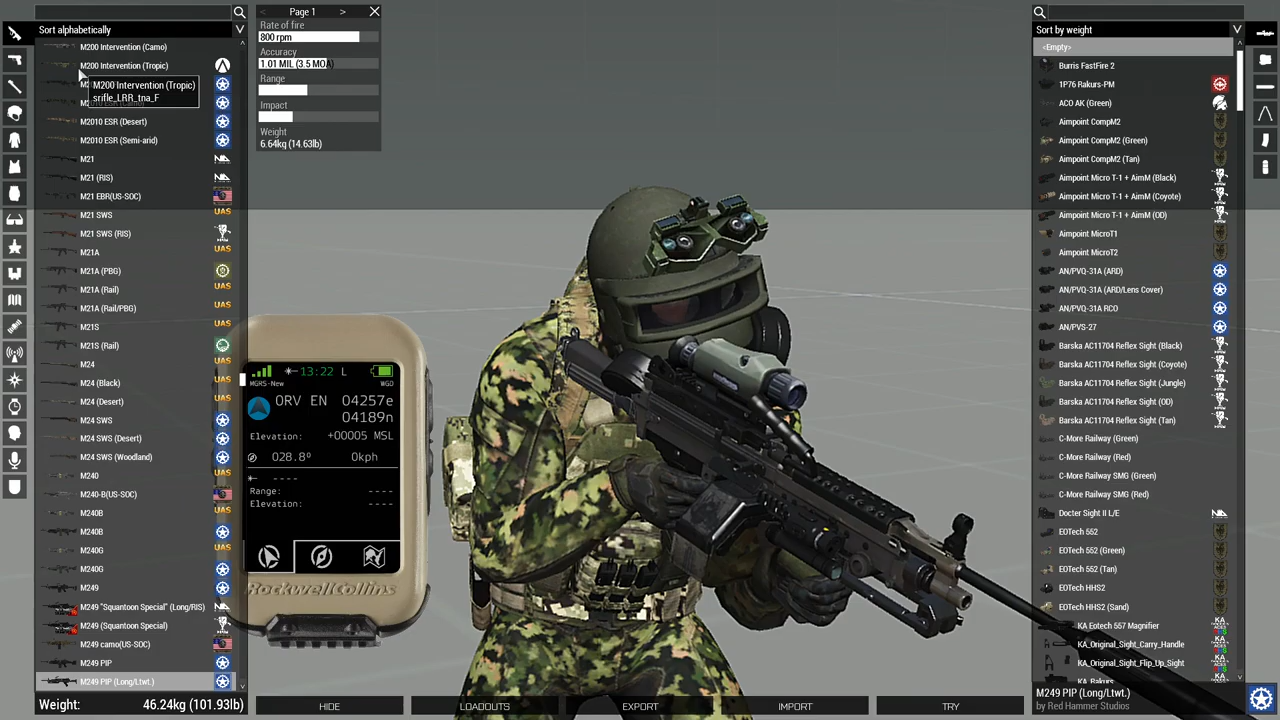 Sort alphabetically
M200 Intervention (Camo)
M200 Intervention (Tropic)
M200 Intervention (Tropic)
srifle_LRR_tna_F
M2010 ESR (Desert)
M2010 ESR (Semi-arid)
M21
M21 (RIS)
M21 EBR(US-SOC)
M21 SWS
M21 SWS (RIS)
M21A
M21A (PBG)
M21A (Rail)
M21A (Rail/PBG)
M21S
M21S (Rail)
M24
M24 (Black)
M24 (Desert)
M24 SWS
M24 SWS (Desert)
M24 SWS (Woodland)
M240
M240-B(US-SOC)
M240B
M240B
M240G
M240G
M249
M249 "Squantoon Special" (Long/RIS)
M249 (Squantoon Special)
M249 camo(US-SOC)
M249 PIP
M249 PIP (Long/Ltwt.)
Weight: 46.24kg (101.93lb)
< Page 1 >
Rate of fire
800 rpm
Accuracy
1.01 MIL (3.5 MOA)
Range
Impact
Weight
6.64kg (14.63lb)
13:22 L
MGRS-New WGD
ORV EN 04257e
04189n
Elevation: +00005 MSL
028.8º 0kph
----
Range: ----
Elevation: ----
RockwellCollins
HIDE
LOADOUTS
EXPORT
IMPORT
TRY
Sort by weight
<Empty>
Burris FastFire 2
1P76 Rakurs-PM
ACO AK (Green)
Aimpoint CompM2
Aimpoint CompM2 (Green)
Aimpoint CompM2 (Tan)
Aimpoint Micro T-1 + AimM (Black)
Aimpoint Micro T-1 + AimM (Coyote)
Aimpoint Micro T-1 + AimM (OD)
Aimpoint MicroT1
Aimpoint MicroT2
AN/PVQ-31A (ARD)
AN/PVQ-31A (ARD/Lens Cover)
AN/PVQ-31A RCO
AN/PVS-27
Barska AC11704 Reflex Sight (Black)
Barska AC11704 Reflex Sight (Coyote)
Barska AC11704 Reflex Sight (Jungle)
Barska AC11704 Reflex Sight (OD)
Barska AC11704 Reflex Sight (Tan)
C-More Railway (Green)
C-More Railway (Red)
C-More Railway SMG (Green)
C-More Railway SMG (Red)
Docter Sight II L/E
EOTech 552
EOTech 552 (Green)
EOTech 552 (Tan)
EOTech HHS2
EOTech HHS2 (Sand)
KA Eotech 557 Magnifier
KA_Original_Sight_Carry_Handle
KA_Original_Sight_Flip_Up_Sight
KA_Rakurs
M249 PIP (Long/Ltwt.)
by Red Hammer Studios